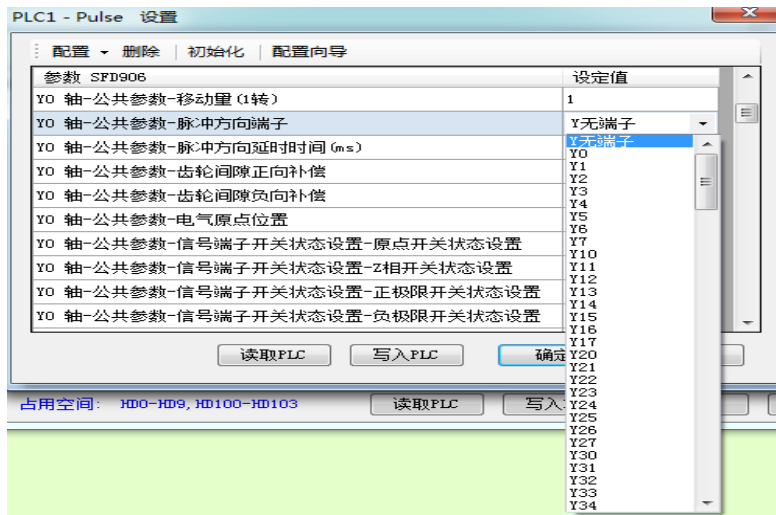 PLC1 - Pulse 设置
配置 删除 初始化 配置向导
参数 SFD906 设定值
Y0 轴-公共参数-移动量(1转) 1
Y0 轴-公共参数-脉冲方向端子 Y无端子
Y0 轴-公共参数-脉冲方向延时时间(ms)
Y0 轴-公共参数-齿轮间隙正向补偿
Y0 轴-公共参数-齿轮间隙负向补偿
Y0 轴-公共参数-电气原点位置
Y0 轴-公共参数-信号端子开关状态设置-原点开关状态设置
Y0 轴-公共参数-信号端子开关状态设置-Z相开关状态设置
Y0 轴-公共参数-信号端子开关状态设置-正极限开关状态设置
Y0 轴-公共参数-信号端子开关状态设置-负极限开关状态设置
Y无端子
Y0
Y1
Y2
Y3
Y4
Y5
Y6
Y7
Y10
Y11
Y12
Y13
Y14
Y15
Y16
Y17
Y20
Y21
Y22
Y23
Y24
Y25
Y26
Y27
Y30
Y31
Y32
Y33
Y34
读取PLC 写入PLC 确定
占用空间: HD0-HD9,HD100-HD103 读取PLC 写入